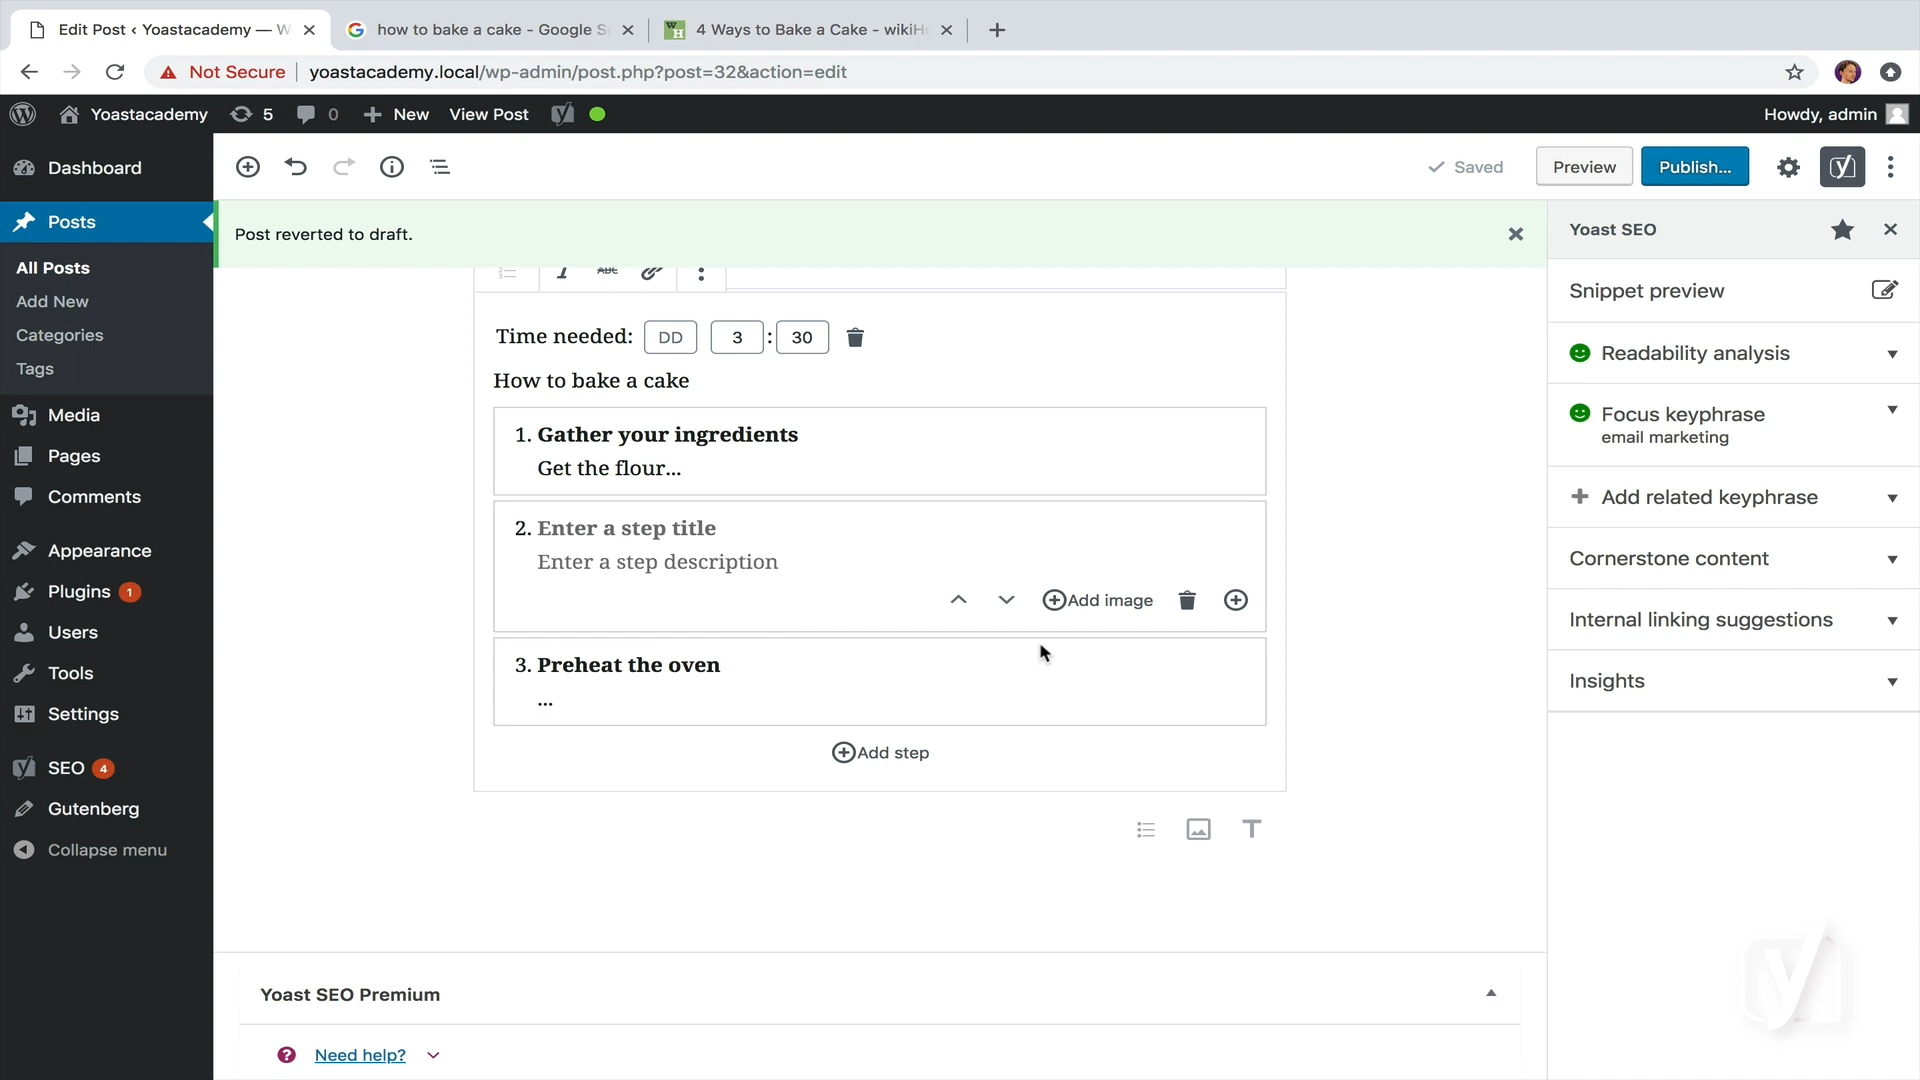 Edit Post ‹ Yoastacademy — W
how to bake a cake - Google S
4 Ways to Bake a Cake - wikiH
Not Secure
yoastacademy.local/wp-admin/post.php?post=32&action=edit
Yoastacademy
5
0
New
View Post
Howdy, admin
Dashboard
Posts
All Posts
Add New
Categories
Tags
Media
Pages
Comments
Appearance
Plugins 1
Users
Tools
Settings
SEO 4
Gutenberg
Collapse menu
Saved
Preview
Publish...
Post reverted to draft.
ABC
Time needed: DD 3 : 30
How to bake a cake
1. Gather your ingredients
Get the flour...
2. Enter a step title
Enter a step description
Add image
3. Preheat the oven
...
Add step
Yoast SEO Premium
Need help?
Yoast SEO
Snippet preview
Readability analysis
Focus keyphrase
email marketing
Add related keyphrase
Cornerstone content
Internal linking suggestions
Insights